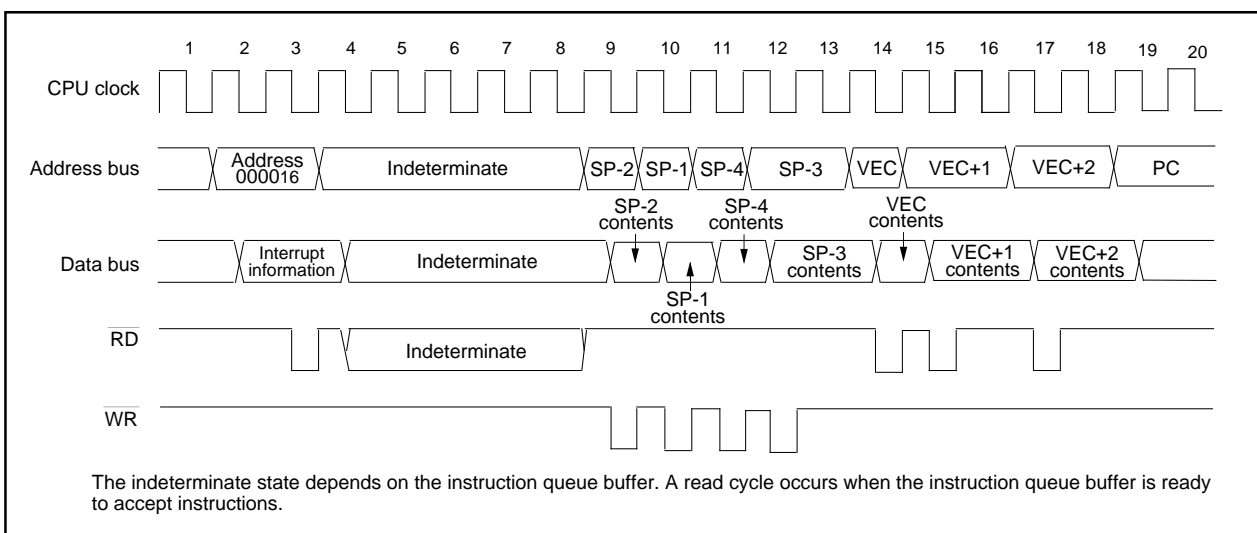 1 2 3 4 5 6 7 8 9 10 11 12 13 14 15 16 17 18 19 20
CPU clock
Address bus
Address
000016
Indeterminate
SP-2
SP-1
SP-4
SP-3
VEC
VEC+1
VEC+2
PC
SP-2
contents
SP-4
contents
VEC
contents
Data bus
Interrupt
information
Indeterminate
SP-3
contents
VEC+1
contents
VEC+2
contents
SP-1
contents
RD
Indeterminate
WR
The indeterminate state depends on the instruction queue buffer. A read cycle occurs when the instruction queue buffer is ready
to accept instructions.